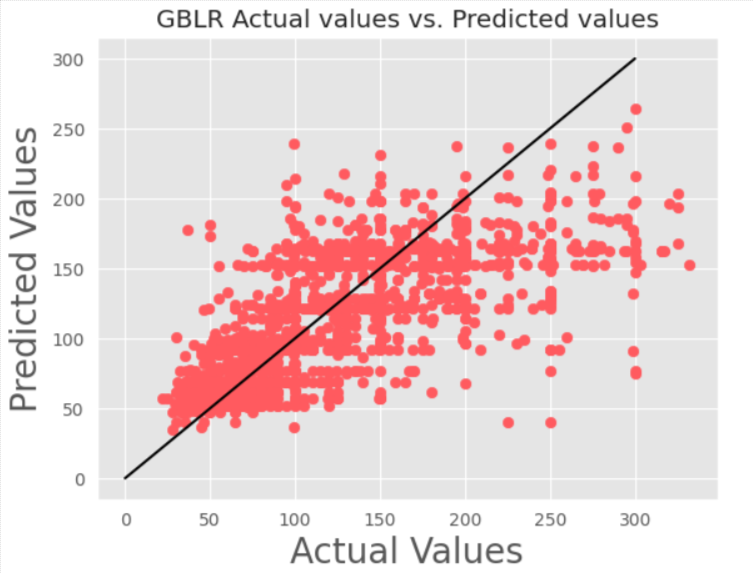 GBLR Actual values vs. Predicted values
300
250
200
150
100
50
0
Predicted Values
0 50 100 150 200 250 300
Actual Values